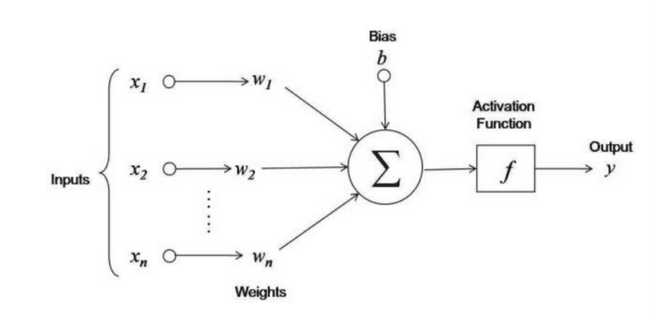 Bias
b
x1 w1
Activation
Function
Output
Inputs
x2 w2
Σ
f
y
xn wn
Weights